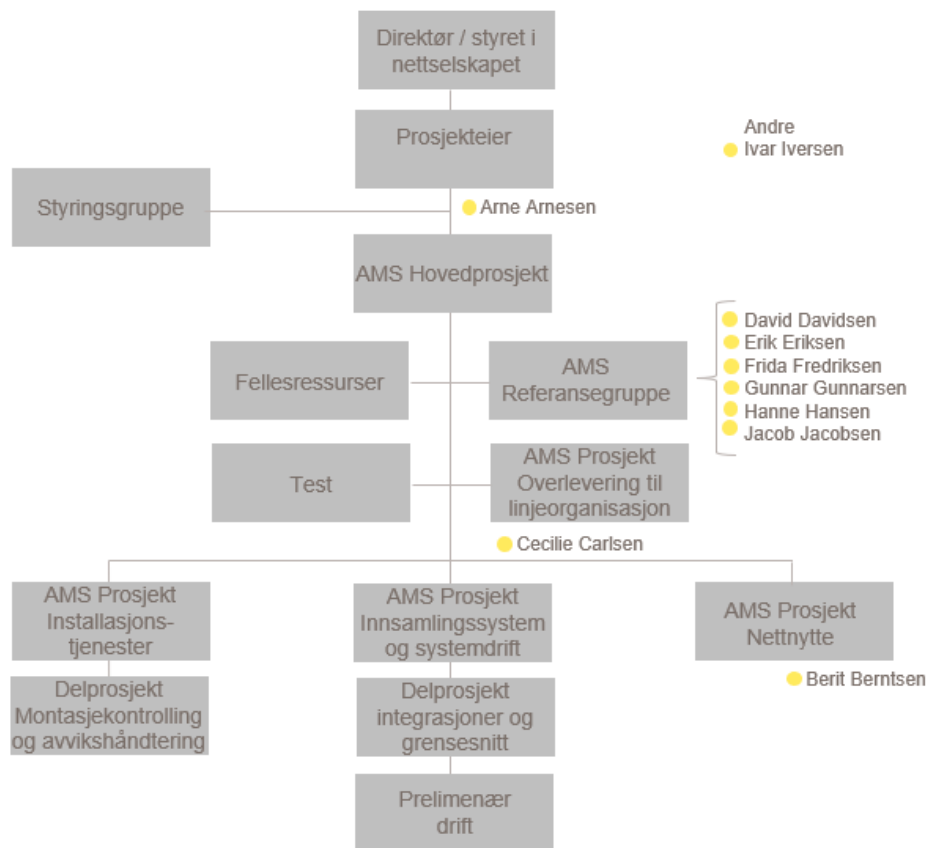 Direktør / styret i
nettselskapet
Prosjekteier
Andre
Ivar Iversen
Styringsgruppe
Arne Arnesen
AMS Hovedprosjekt
Fellesressurser
AMS
Referansegruppe
David Davidsen
Erik Eriksen
Frida Fredriksen
Gunnar Gunnarsen
Hanne Hansen
Jacob Jacobsen
Test
AMS Prosjekt
Overlevering til
linjeorganisasjon
Cecilie Carlsen
AMS Prosjekt
Installasjons-
tjenester
AMS Prosjekt
Innsamlingssystem
og systemdrift
AMS Prosjekt
Nettnytte
Berit Berntsen
Delprosjekt
Montasjekontrolling
og avvikshåndtering
Delprosjekt
integrasjoner og
grensesnitt
Prelimenær
drift